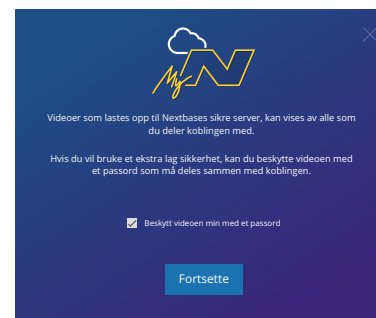 My N
Videoer som lastes opp til Nextbases sikre server, kan vises av alle som
du deler koblingen med.
Hvis du vil bruke et ekstra lag sikkerhet, kan du beskytte videoen med
et passord som må deles sammen med koblingen.
Beskytt videoen min med et passord
Fortsette